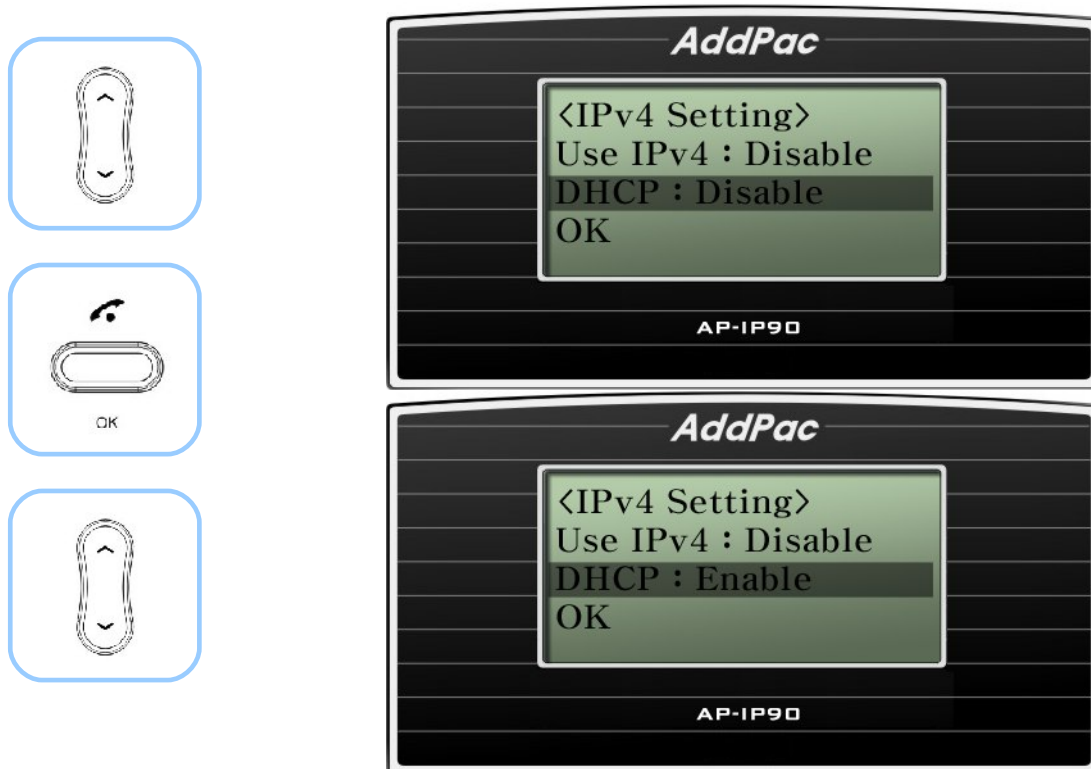 AddPac
<IPv4 Setting>
Use IPv4 : Disable
DHCP : Disable
OK
AP-IP90
OK
AddPac
<IPv4 Setting>
Use IPv4 : Disable
DHCP : Enable
OK
AP-IP90